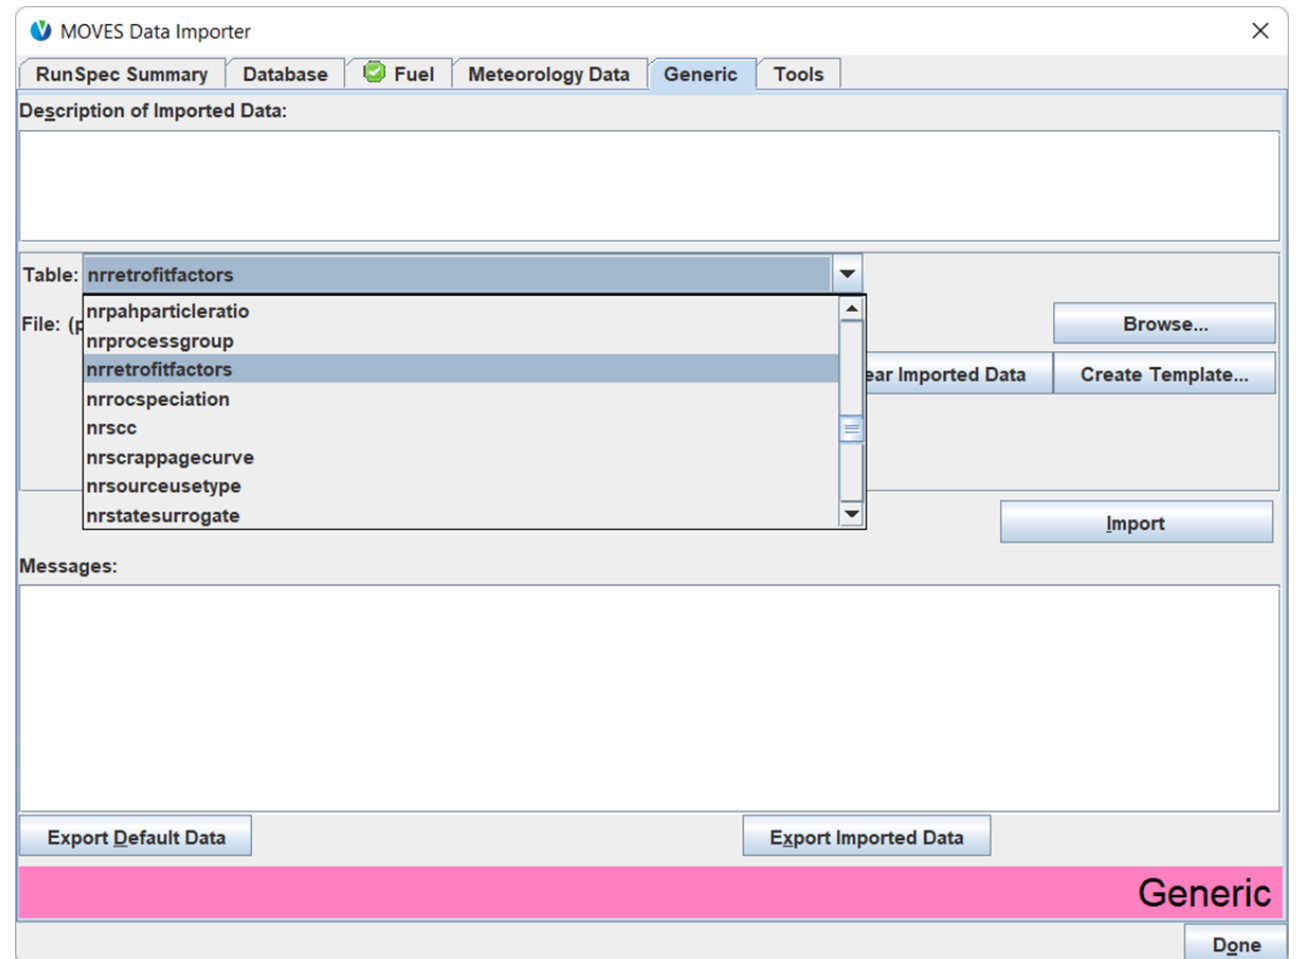 MOVES Data Importer
RunSpec Summary Database Fuel Meteorology Data Generic Tools
Description of Imported Data:
Table: nrretrofitfactors
nrpahparticleratio
File: Browse...
nrprocessgroup
nrretrofitfactors
Imported Data Create Template...
nrrocspeciation
nrscc
nrscrappagecurve
nrsourceusetype
nrstatesurrogate
Import
Messages:
Export Default Data Export Imported Data
Generic
Done